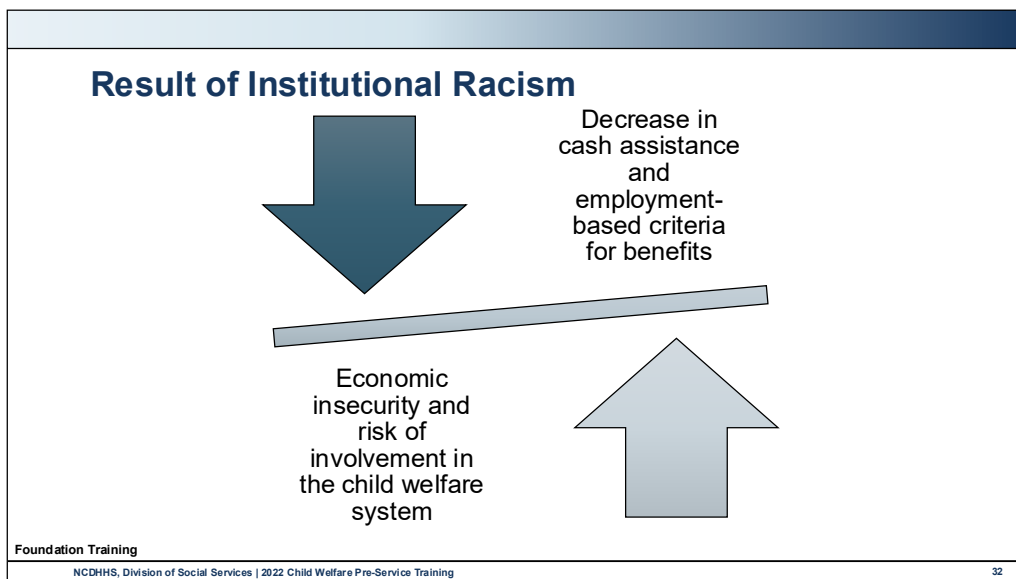 Result of Institutional Racism
Decrease in
cash assistance
and
employment-
based criteria
for benefits
Economic
insecurity and
risk of
involvement in
the child welfare
system
Foundation Training
NCDHHS, Division of Social Services | 2022 Child Welfare Pre-Service Training
32